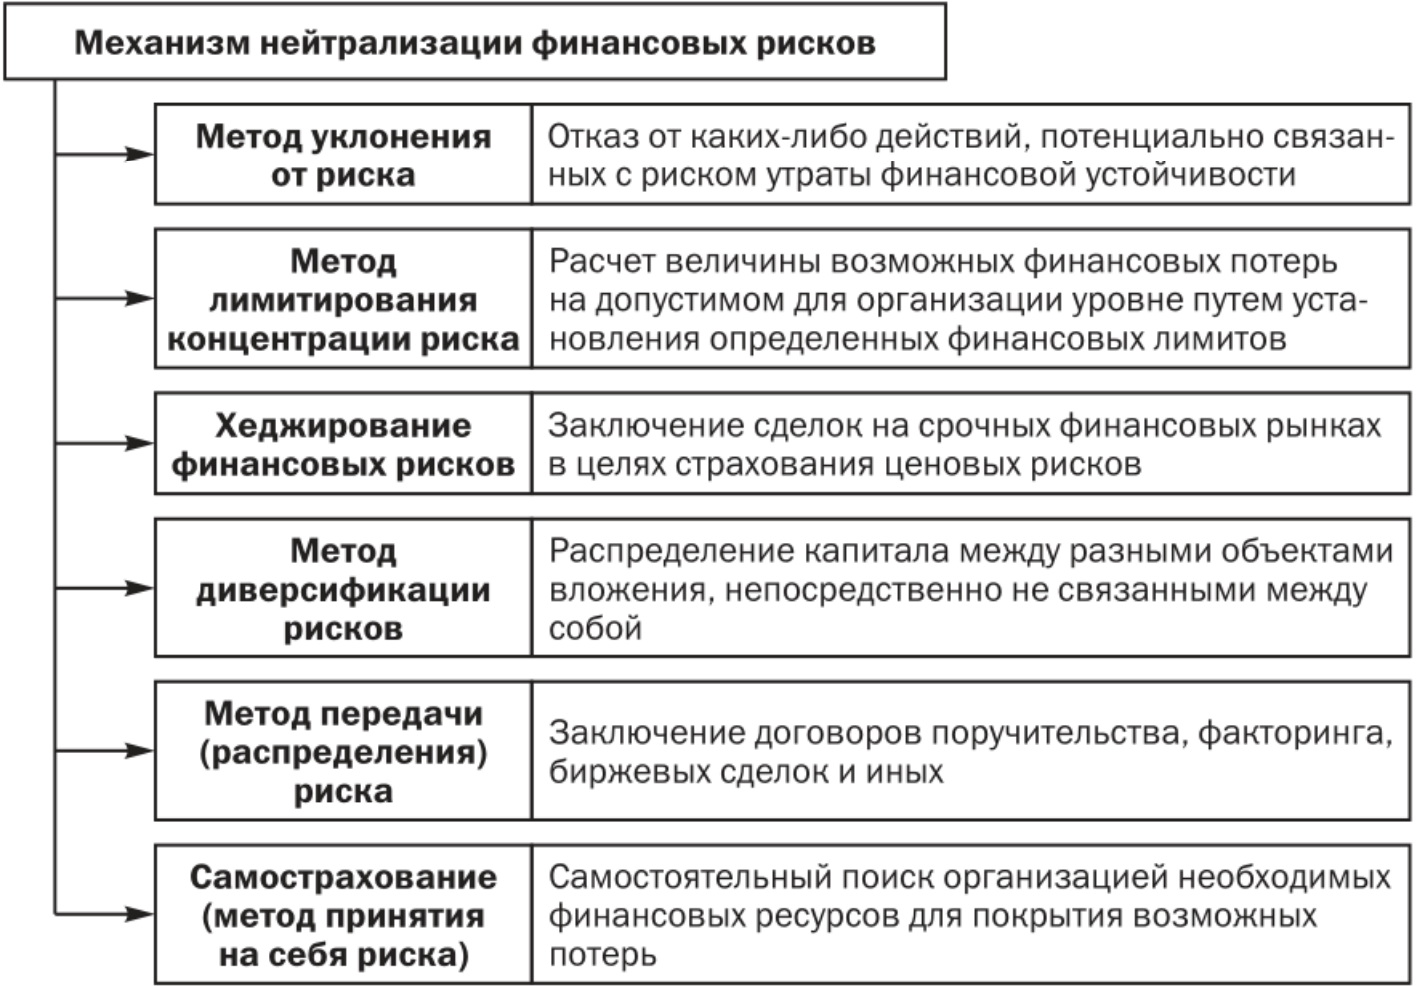 Механизм нейтрализации финансовых рисков
Метод уклонения
от риска
Отказ от каких-либо действий, потенциально связан-
ных с риском утраты финансовой устойчивости
Метод
лимитирования
концентрации риска
Расчет величины возможных финансовых потерь
на допустимом для организации уровне путем уста-
новления определенных финансовых лимитов
Хеджирование
финансовых рисков
Заключение сделок на срочных финансовых рынках
в целях страхования ценовых рисков
Метод
диверсификации
рисков
Распределение капитала между разными объектами
вложения, непосредственно не связанными между
собой
Метод передачи
(распределения)
риска
Заключение договоров поручительства, факторинга,
биржевых сделок и иных
Самострахование
(метод принятия
на себя риска)
Самостоятельный поиск организацией необходимых
финансовых ресурсов для покрытия возможных
потерь